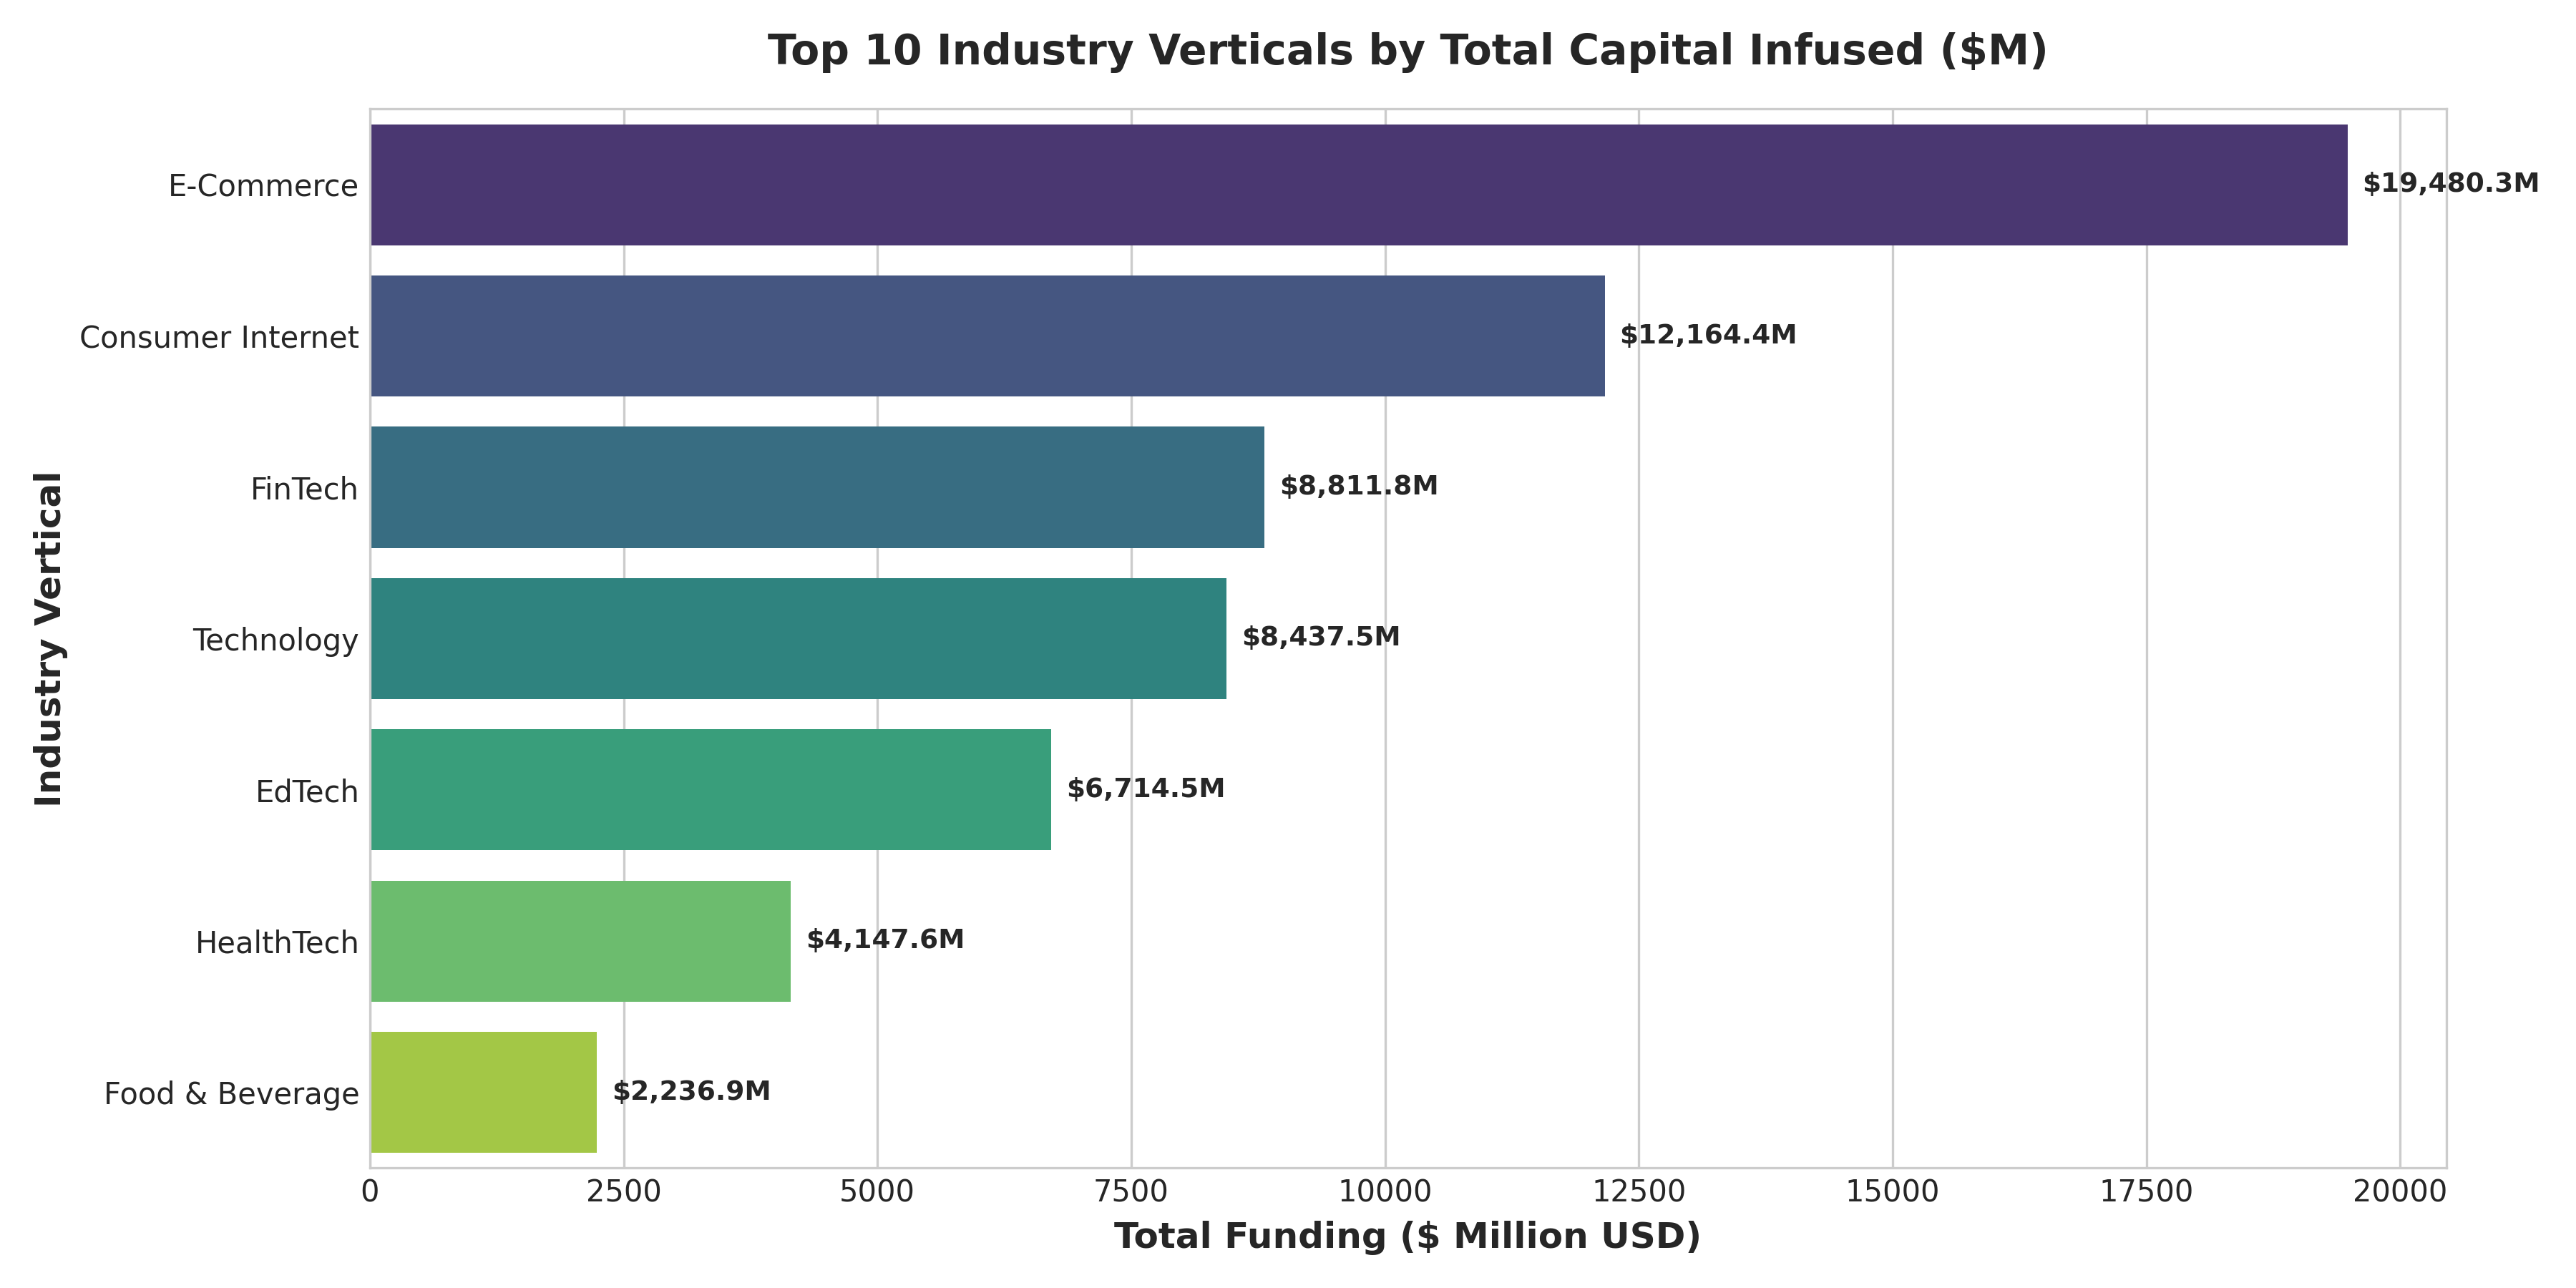 Top 10 Industry Verticals by Total Capital Infused ($M)
Industry Vertical
E-Commerce $19,480.3M
Consumer Internet $12,164.4M
FinTech $8,811.8M
Technology $8,437.5M
EdTech $6,714.5M
HealthTech $4,147.6M
Food & Beverage $2,236.9M
0 2500 5000 7500 10000 12500 15000 17500 20000
Total Funding ($ Million USD)